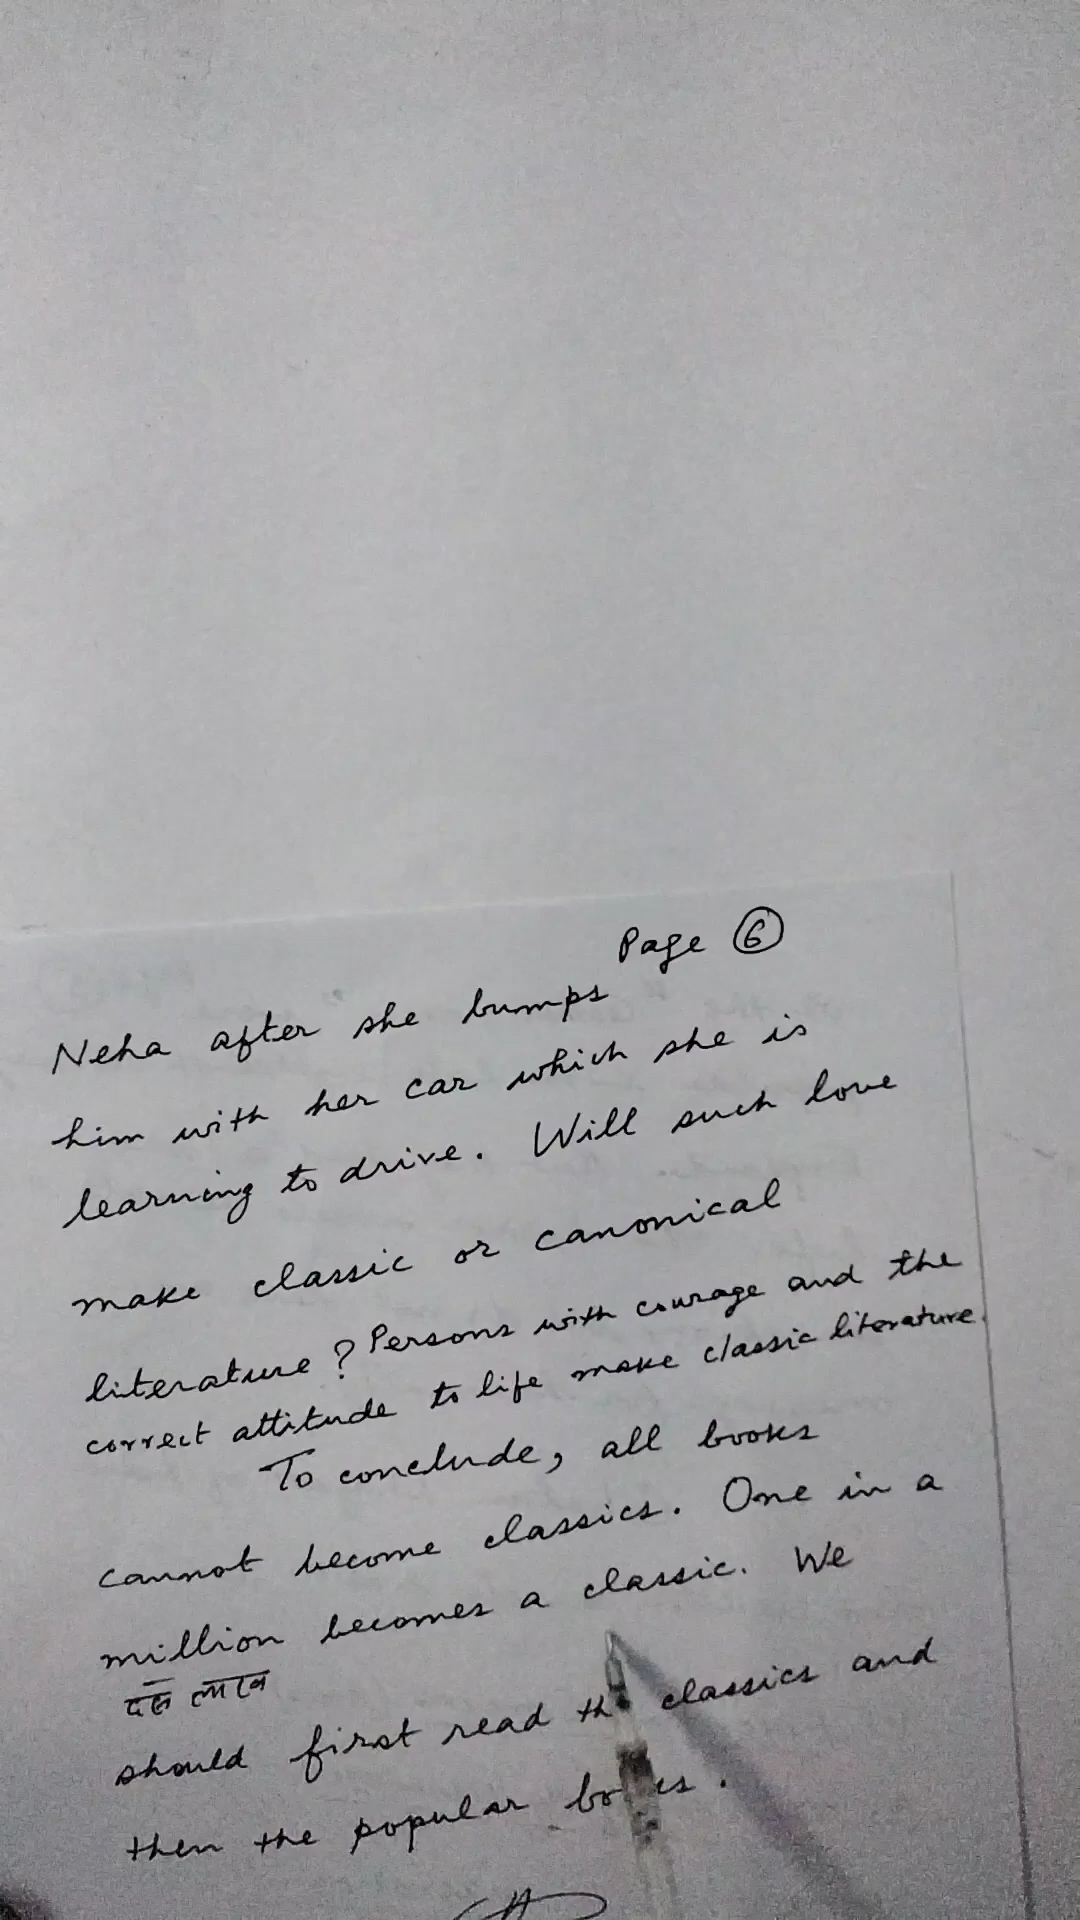 Page 6
Neha after she bumps
him with her car which she is
learning to drive. Will such love
make classic or canonical
literature? Persons with courage and the
correct attitude to life make classic literature.
To conclude, all books
cannot become classics. One in a
million becomes a classic. We
दस लाख
should first read the classics and
then the popular books.